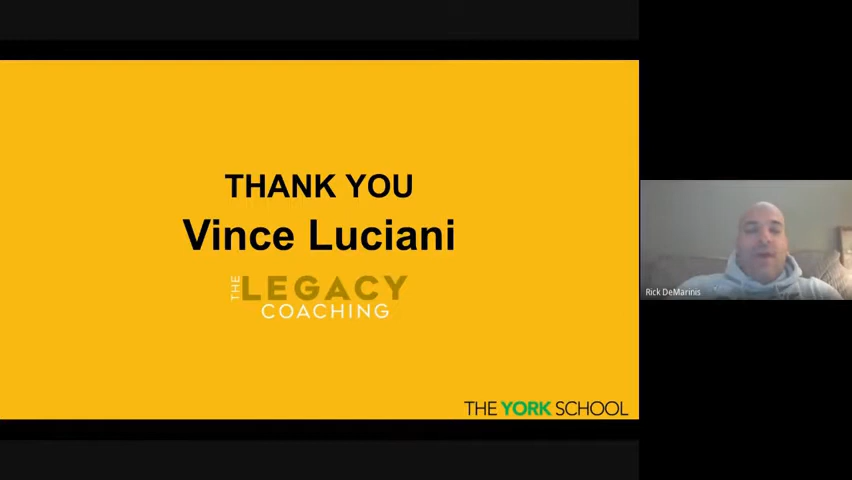 THANK YOU
Vince Luciani
THE LEGACY
COACHING
THE YORK SCHOOL
Rick DeMarinis